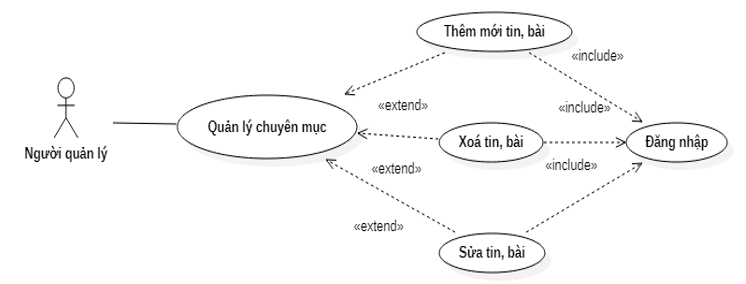 Thêm mới tin, bài
«include»
«extend»
«include»
Quản lý chuyên mục
Xoá tin, bài
Đăng nhập
Người quản lý
«extend»
«include»
«extend»
Sửa tin, bài